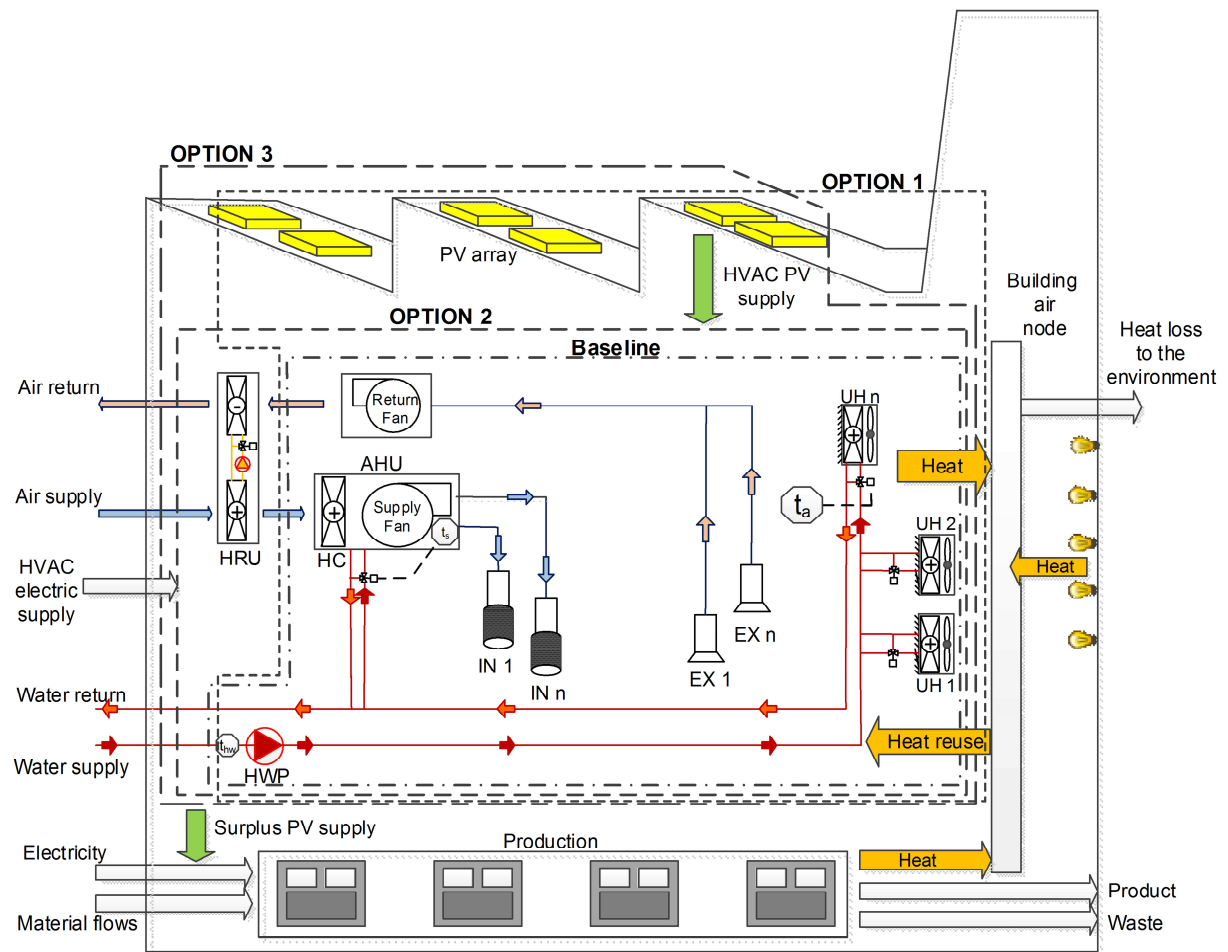 OPTION 3
OPTION 1
PV array
HVAC PV
supply
Building
air
node
Heat loss
to the
environment
OPTION 2
Baseline
Air return
Return
Fan
UH n
Heat
AHU
ta
Air supply
Supply
Fan
ts
UH 2
HRU
HC
HVAC
electric
supply
Heat
EX n
IN 1
EX 1
UH 1
IN n
Water return
Heat reuse
thw
Water supply
HWP
Surplus PV supply
Production
Electricity
Heat
Product
Material flows
Waste